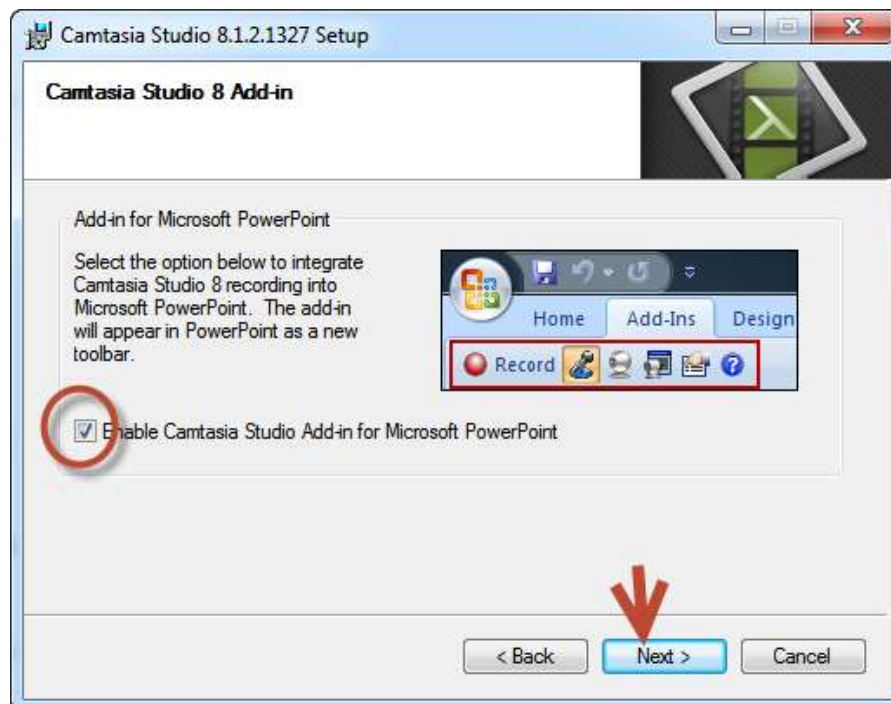 Camtasia Studio 8.1.2.1327 Setup
Camtasia Studio 8 Add-in
Add-in for Microsoft PowerPoint
Select the option below to integrate
Camtasia Studio 8 recording into
Microsoft PowerPoint. The add-in
will appear in PowerPoint as a new
toolbar.
Home Add-Ins Design
Record
Enable Camtasia Studio Add-in for Microsoft PowerPoint
< Back Next > Cancel